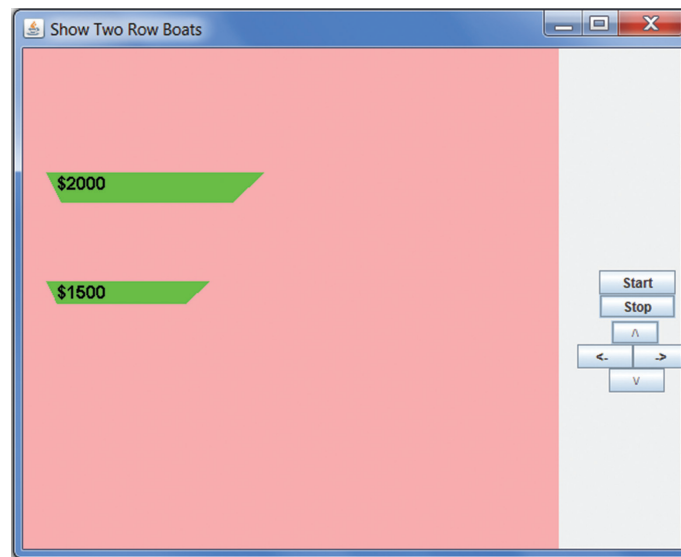 Show Two Row Boats
$2000
$1500
Start
Stop
^
<- ->
v